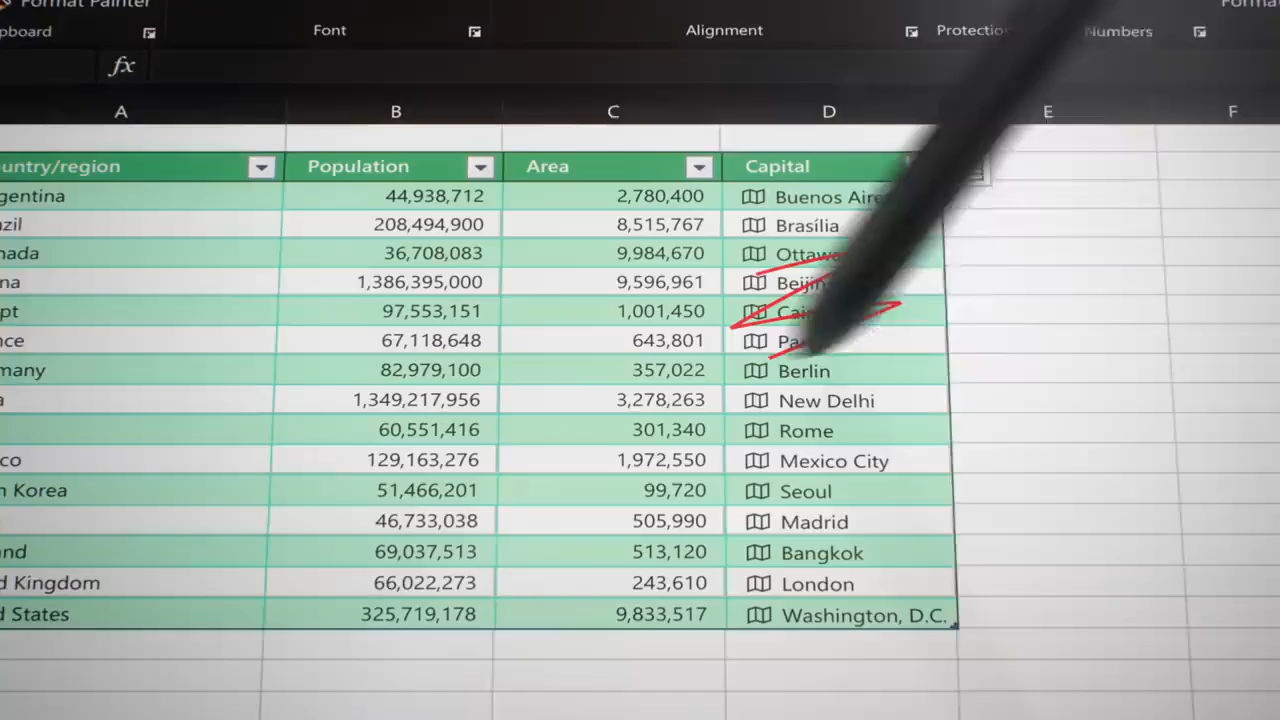 Format Painter
pboard Font Alignment Protection Numbers
fx
A B C D E F
untry/region Population Area Capital
gentina 44,938,712 2,780,400 Buenos Aire
zil 208,494,900 8,515,767 Brasília
nada 36,708,083 9,984,670 Ottawa
na 1,386,395,000 9,596,961 Beijin
pt 97,553,151 1,001,450 Cai
nce 67,118,648 643,801 Pa
many 82,979,100 357,022 Berlin
a 1,349,217,956 3,278,263 New Delhi
60,551,416 301,340 Rome
co 129,163,276 1,972,550 Mexico City
h Korea 51,466,201 99,720 Seoul
46,733,038 505,990 Madrid
and 69,037,513 513,120 Bangkok
d Kingdom 66,022,273 243,610 London
d States 325,719,178 9,833,517 Washington, D.C.